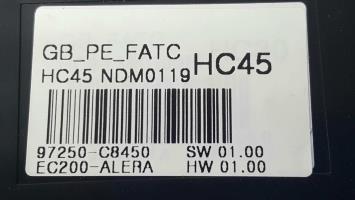 GB_PE_FATC
HC45 NDM0119 HC45
97250-C8450 SW 01.00
EC200-ALERA HW 01.00